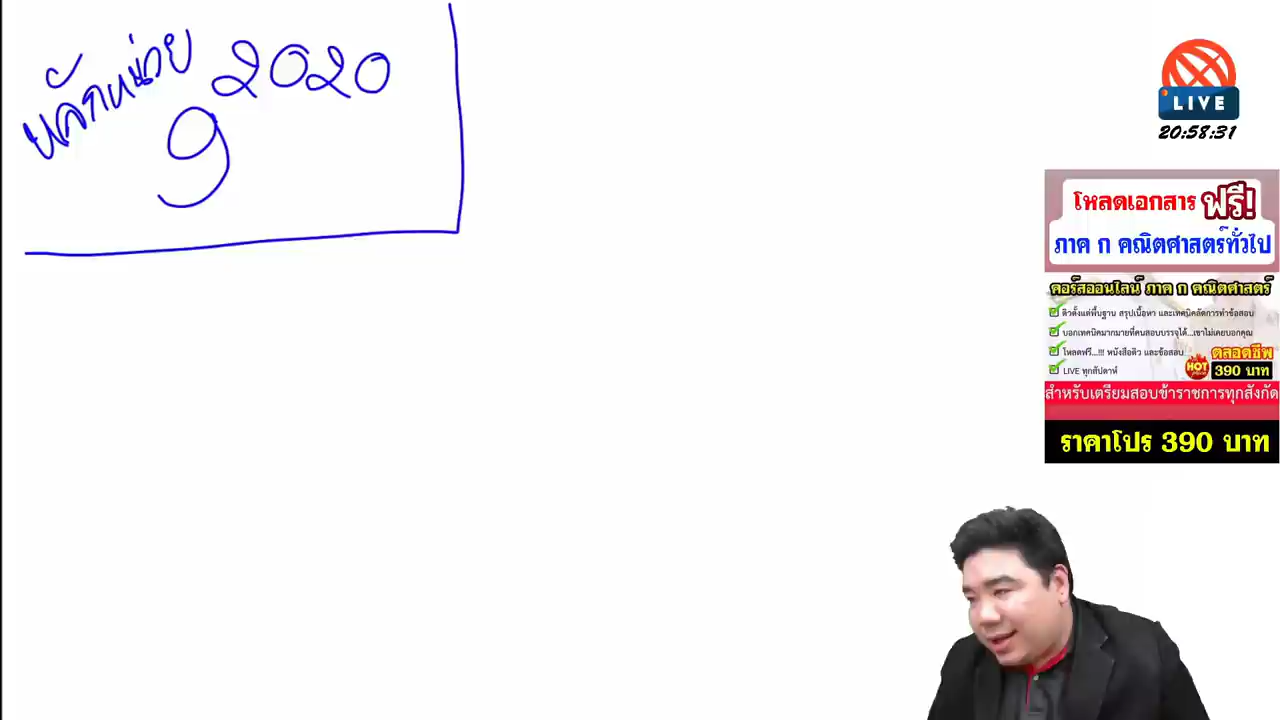 หลักหน่วย
9²⁰²⁰
LIVE
20:58:31
โหลดเอกสาร ฟรี!
ภาค ก คณิตศาสตร์ทั่วไป
คอร์สออนไลน์ ภาค ก คณิตศาสตร์
ติวตั้งแต่พื้นฐาน สรุปเนื้อหา และเทคนิคลัดการทำข้อสอบ
บอกเทคนิคมากมายที่คนสอบบรรจุได้...เขาไม่เคยบอกคุณ
โหลดฟรี...!!! หนังสือติว และข้อสอบ
LIVE ทุกสัปดาห์
HOT
ตลอดชีพ
390 บาท
สำหรับเตรียมสอบข้าราชการทุกสังกัด
ราคาโปร 390 บาท